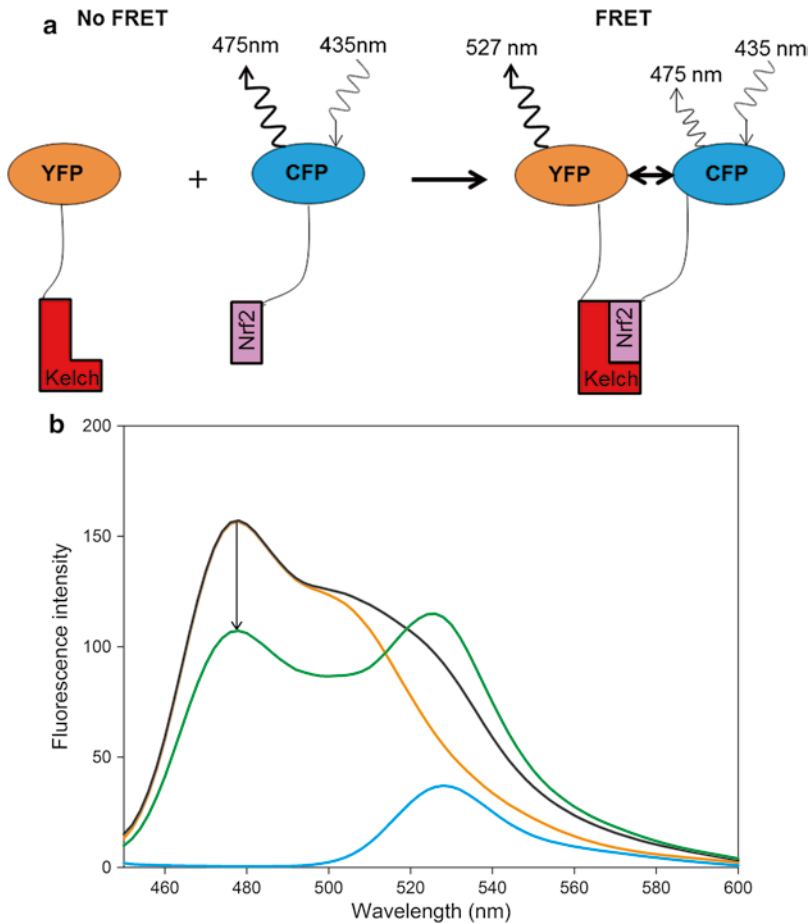 a
No FRET
FRET
475nm
435nm
527 nm
475 nm
435 nm
YFP
+
CFP
YFP
CFP
Kelch
Nrf2
Nrf2
Kelch
b
200
150
100
50
0
Fluorescence intensity
460
480
500
520
540
560
580
600
Wavelength (nm)